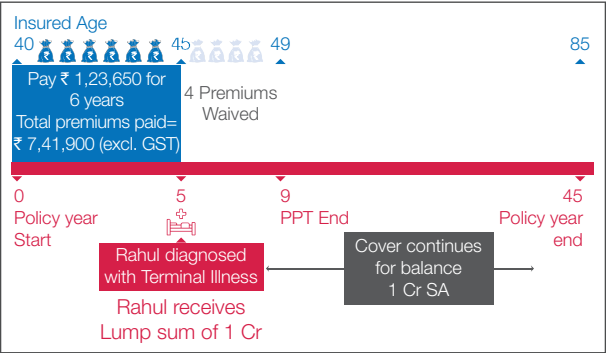 Insured Age
40 45 49 85
Pay ₹ 1,23,650 for
6 years
Total premiums paid=
₹ 7,41,900 (excl. GST)
4 Premiums
Waived
0 5 9 45
Policy year
Start
PPT End
Policy year
end
Rahul diagnosed
with Terminal Illness
Rahul receives
Lump sum of 1 Cr
Cover continues
for balance
1 Cr SA